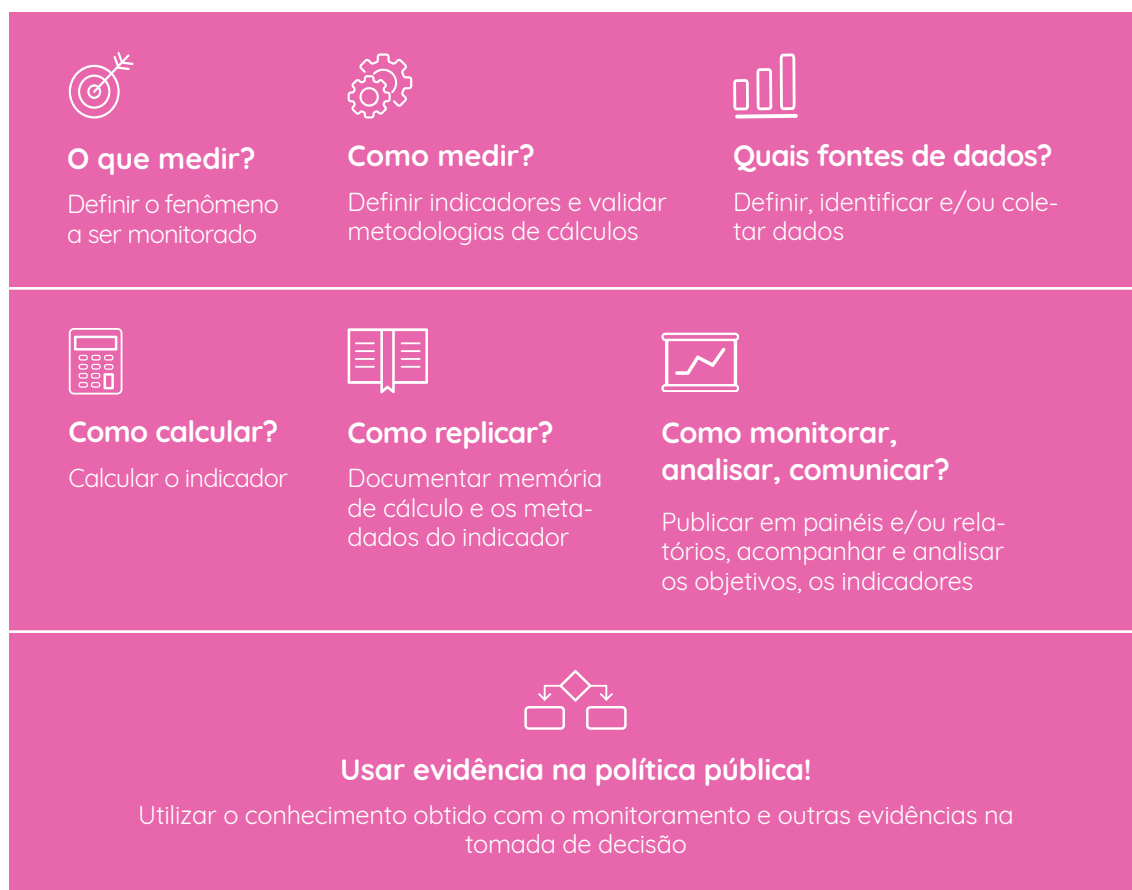 O que medir?
Definir o fenômeno
a ser monitorado
Como medir?
Definir indicadores e validar
metodologias de cálculos
Quais fontes de dados?
Definir, identificar e/ou cole-
tar dados
Como calcular?
Calcular o indicador
Como replicar?
Documentar memória
de cálculo e os meta-
dados do indicador
Como monitorar,
analisar, comunicar?
Publicar em painéis e/ou rela-
tórios, acompanhar e analisar
os objetivos, os indicadores
Usar evidência na política pública!
Utilizar o conhecimento obtido com o monitoramento e outras evidências na
tomada de decisão